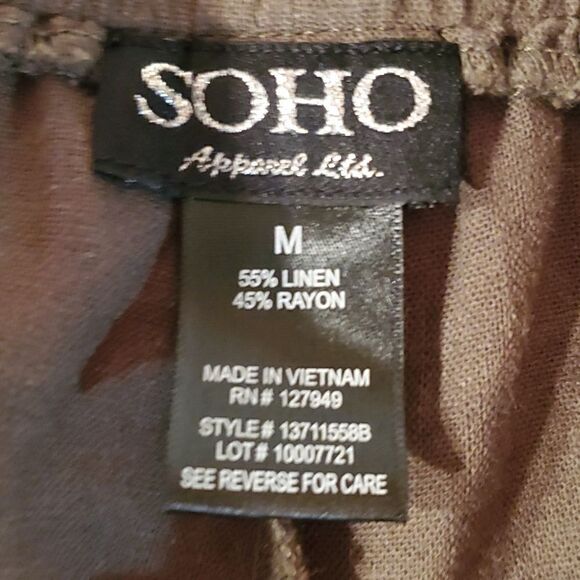 SOHO
Apparel Ltd.
M
55% LINEN
45% RAYON
MADE IN VIETNAM
RN# 127949
STYLE# 13711558B
LOT# 10007721
SEE REVERSE FOR CARE